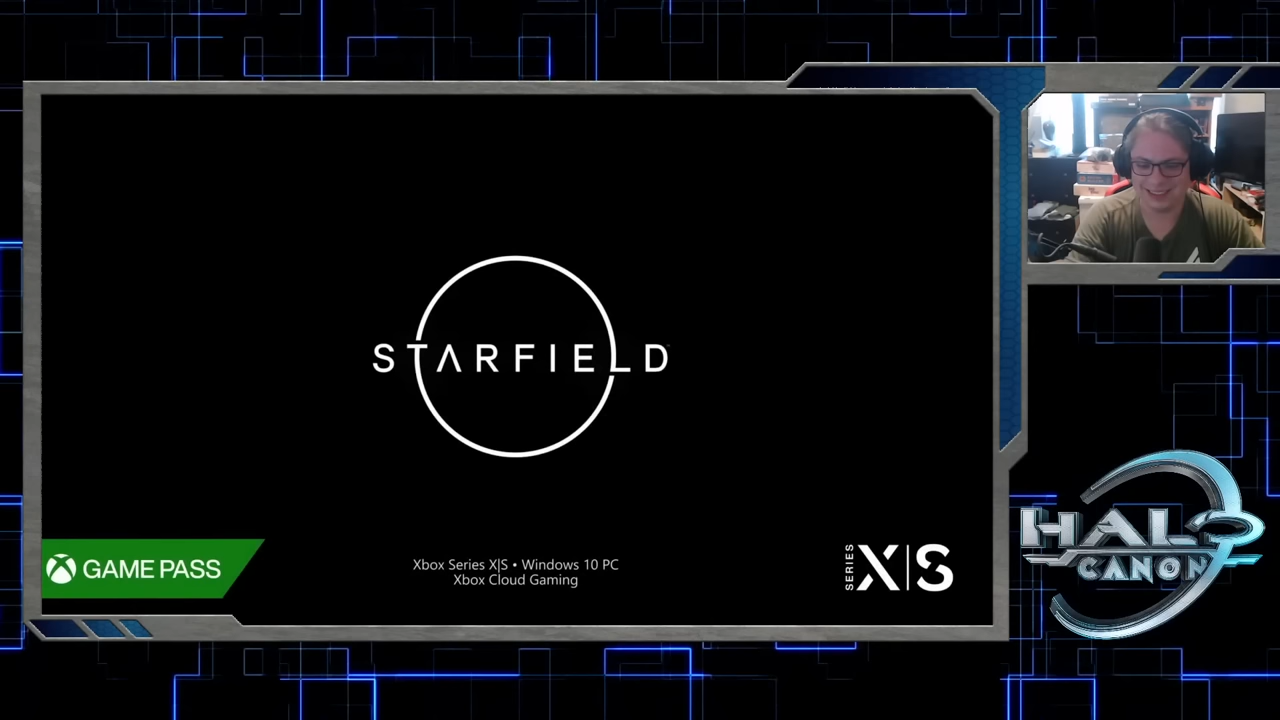 STARFIELD
GAME PASS
Xbox Series X|S • Windows 10 PC
Xbox Cloud Gaming
SERIES X|S
HALO
CANON